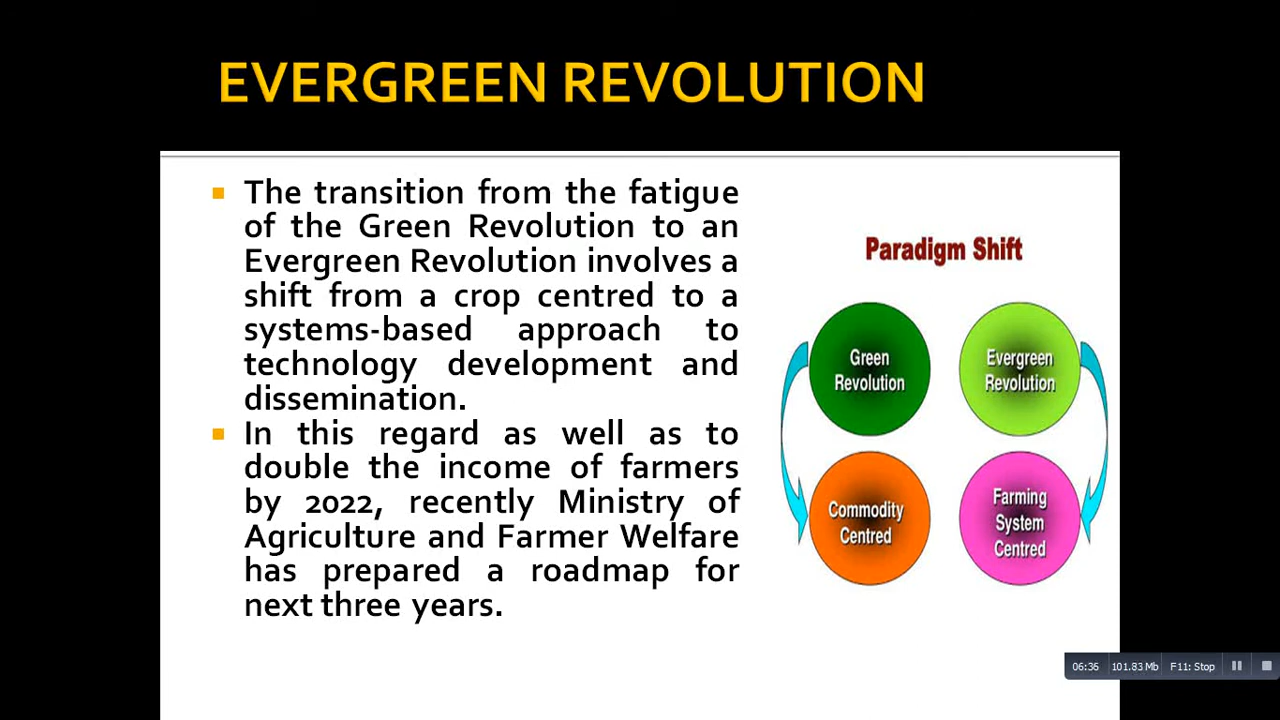 EVERGREEN REVOLUTION
The transition from the fatigue
of the Green Revolution to an
Evergreen Revolution involves a
shift from a crop centred to a
systems-based approach to
technology development and
dissemination.
In this regard as well as to
double the income of farmers
by 2022, recently Ministry of
Agriculture and Farmer Welfare
has prepared a roadmap for
next three years.
Paradigm Shift
Green
Revolution
Evergreen
Revolution
Commodity
Centred
Farming
System
Centred
06:36 101.83 Mb F11: Stop